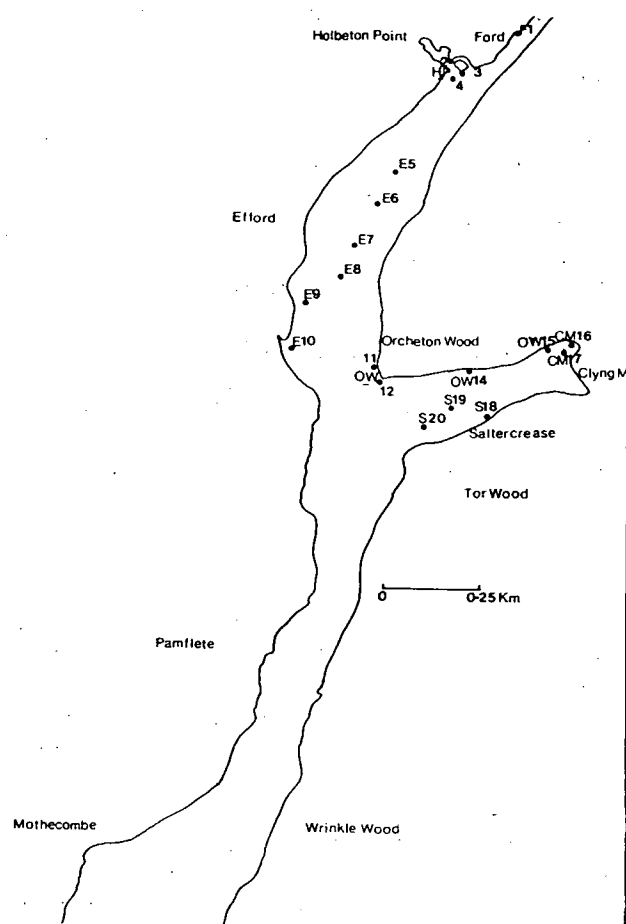 Holbeton Point
Ford
F1
H
3
4
E5
E6
Efford
E7
E8
E9
E10
Orcheton Wood
OW15
CM16
CM17
11
OW
12
OW14
Clyng M
S19
S18
S20
Saltercrease
Tor Wood
0
0·25 Km
Pamflete
Mothecombe
Wrinkle Wood